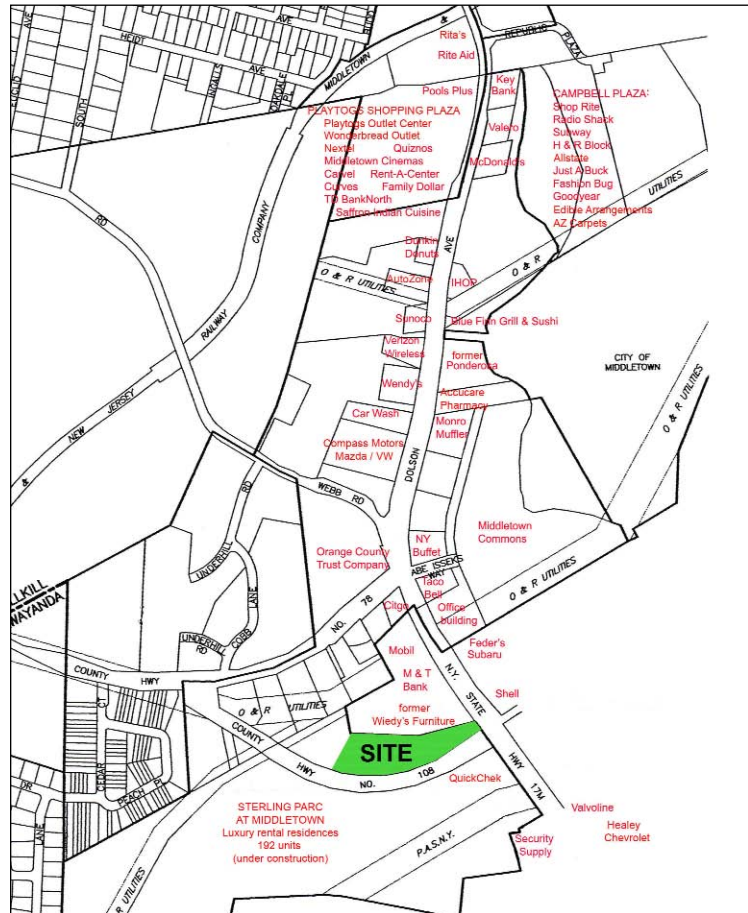 EUCLID
AVE
HEIDT
AVE
SOUTH
INGALLS
OAKDALE
PL
MIDDLETOWN
&
REPUBLIC
PLAZA
Rita's
Rite Aid
Pools Plus
Key
Bank
Valero
McDonald's
PLAYTOGS SHOPPING PLAZA
Playtogs Outlet Center
Wonderbread Outlet
Nextel Quiznos
Middletown Cinemas
Carvel Rent-A-Center
Curves Family Dollar
TD BankNorth
Saffron Indian Cuisine
CAMPBELL PLAZA:
Shop Rite
Radio Shack
Subway
H & R Block
Allstate
Just A Buck
Fashion Bug
Goodyear
Edible Arrangements
AZ Carpets
UTILITIES
O & R
RD
COMPANY
RAILWAY
NEW JERSEY
&
AVE
Dunkin
Donuts
O & R UTILITIES
AutoZone
IHOP
Sunoco
Blue Finn Grill & Sushi
Verizon
Wireless
former
Ponderosa
CITY OF
MIDDLETOWN
O & R UTILITIES
Wendy's
Accucare
Pharmacy
Car Wash
Monro
Muffler
Compass Motors
Mazda / VW
DOLSON
WEBB RD
RD
UNDERHILL
Middletown
Commons
Orange County
Trust Company
NY
Buffet
ABE ISSEKS
WAY
Taco
Bell
O & R UTILITIES
LLKILL
WAYANDA
LANE
COBB
UNDERHILL
RD
Citgo
Office
building
NO. 78
COUNTY HWY
Mobil
Feder's
Subaru
M & T
Bank
N.Y. STATE
Shell
former
Wiedy's Furniture
O & R UTILITIES
COUNTY
HWY
NO. 108
SITE
HWY 17M
CT
CEDAR
PEACH PL
DR
LANE
QuickChek
STERLING PARC
AT MIDDLETOWN
Luxury rental residences
192 units
(under construction)
Valvoline
Healey
Chevrolet
Security
Supply
P.A.S.N.Y.
O & R UTILITIES